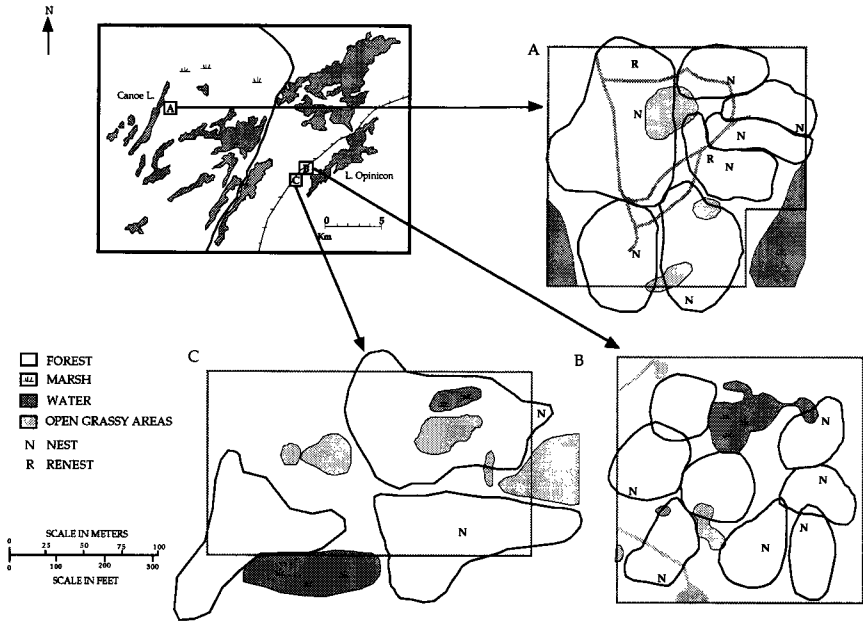 N
Canoe L.
A
B
C
L. Opinicon
0 5
Km
A
R
N
N
N
N
R
N
N
N
FOREST
MARSH
WATER
OPEN GRASSY AREAS
N NEST
R RENEST
SCALE IN METERS
0 25 50 75 100
0 100 200 300
SCALE IN FEET
C
N
N
B
N
N
N
N
N
N